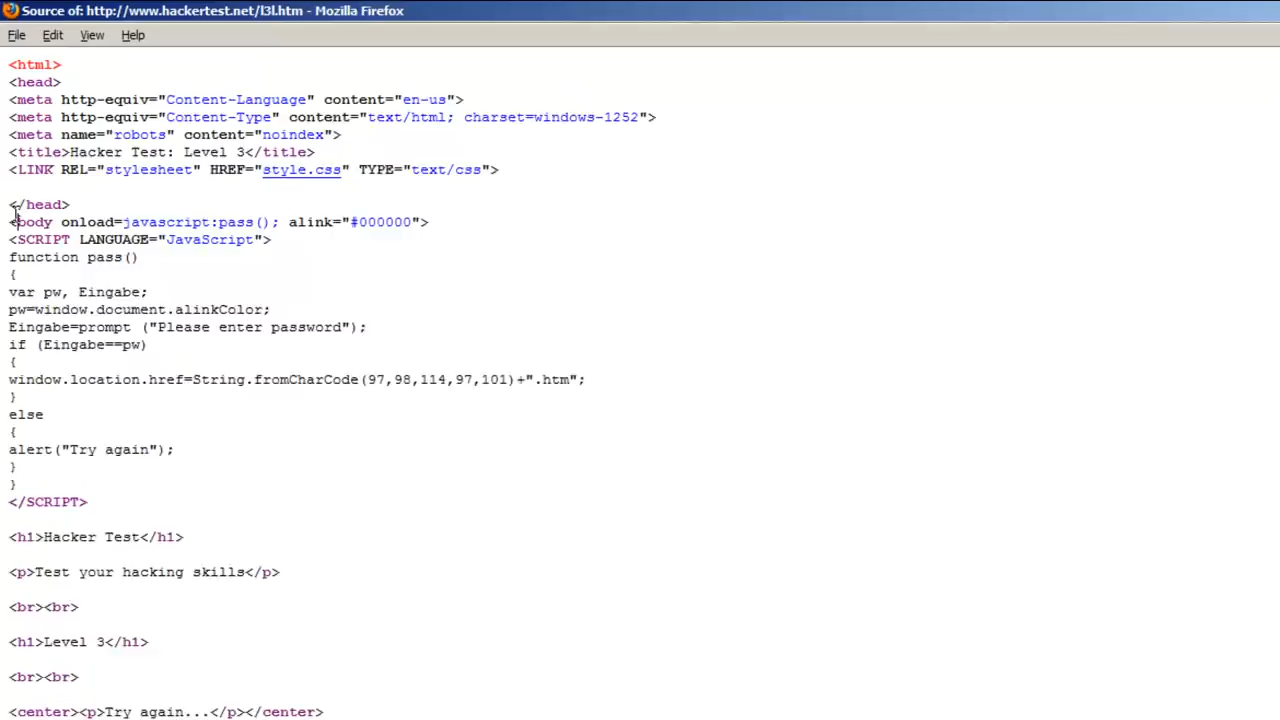 Source of: http://www.hackertest.net/l3l.htm - Mozilla Firefox
File Edit View Help
<html>
<head>
<meta http-equiv="Content-Language" content="en-us">
<meta http-equiv="Content-Type" content="text/html; charset=windows-1252">
<meta name="robots" content="noindex">
<title>Hacker Test: Level 3</title>
<LINK REL="stylesheet" HREF="style.css" TYPE="text/css">
</head>
<body onload=javascript:pass(); alink="#000000">
<SCRIPT LANGUAGE="JavaScript">
function pass()
{
var pw, Eingabe;
pw=window.document.alinkColor;
Eingabe=prompt ("Please enter password");
if (Eingabe==pw)
{
window.location.href=String.fromCharCode(97,98,114,97,101)+".htm";
}
else
{
alert("Try again");
}
}
</SCRIPT>
<h1>Hacker Test</h1>
<p>Test your hacking skills</p>
<br><br>
<h1>Level 3</h1>
<br><br>
<center><p>Try again...</p></center>